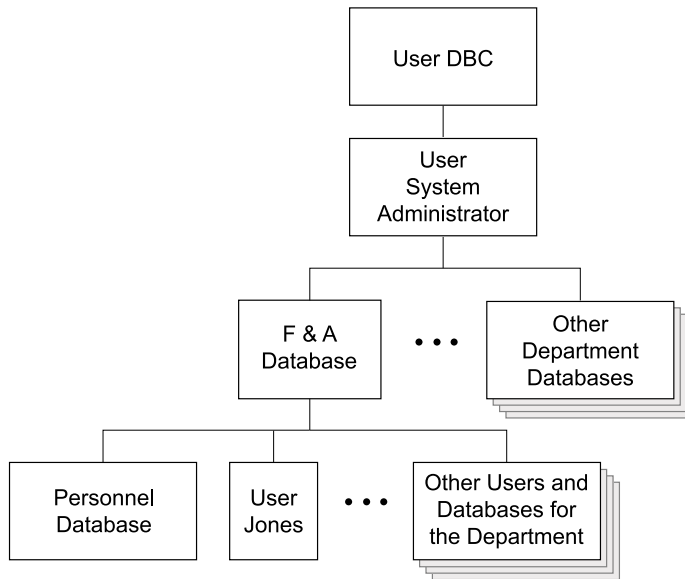 User DBC
User
System
Administrator
F & A
Database
• • •
Other
Department
Databases
Personnel
Database
User
Jones
• • •
Other Users and
Databases for
the Department